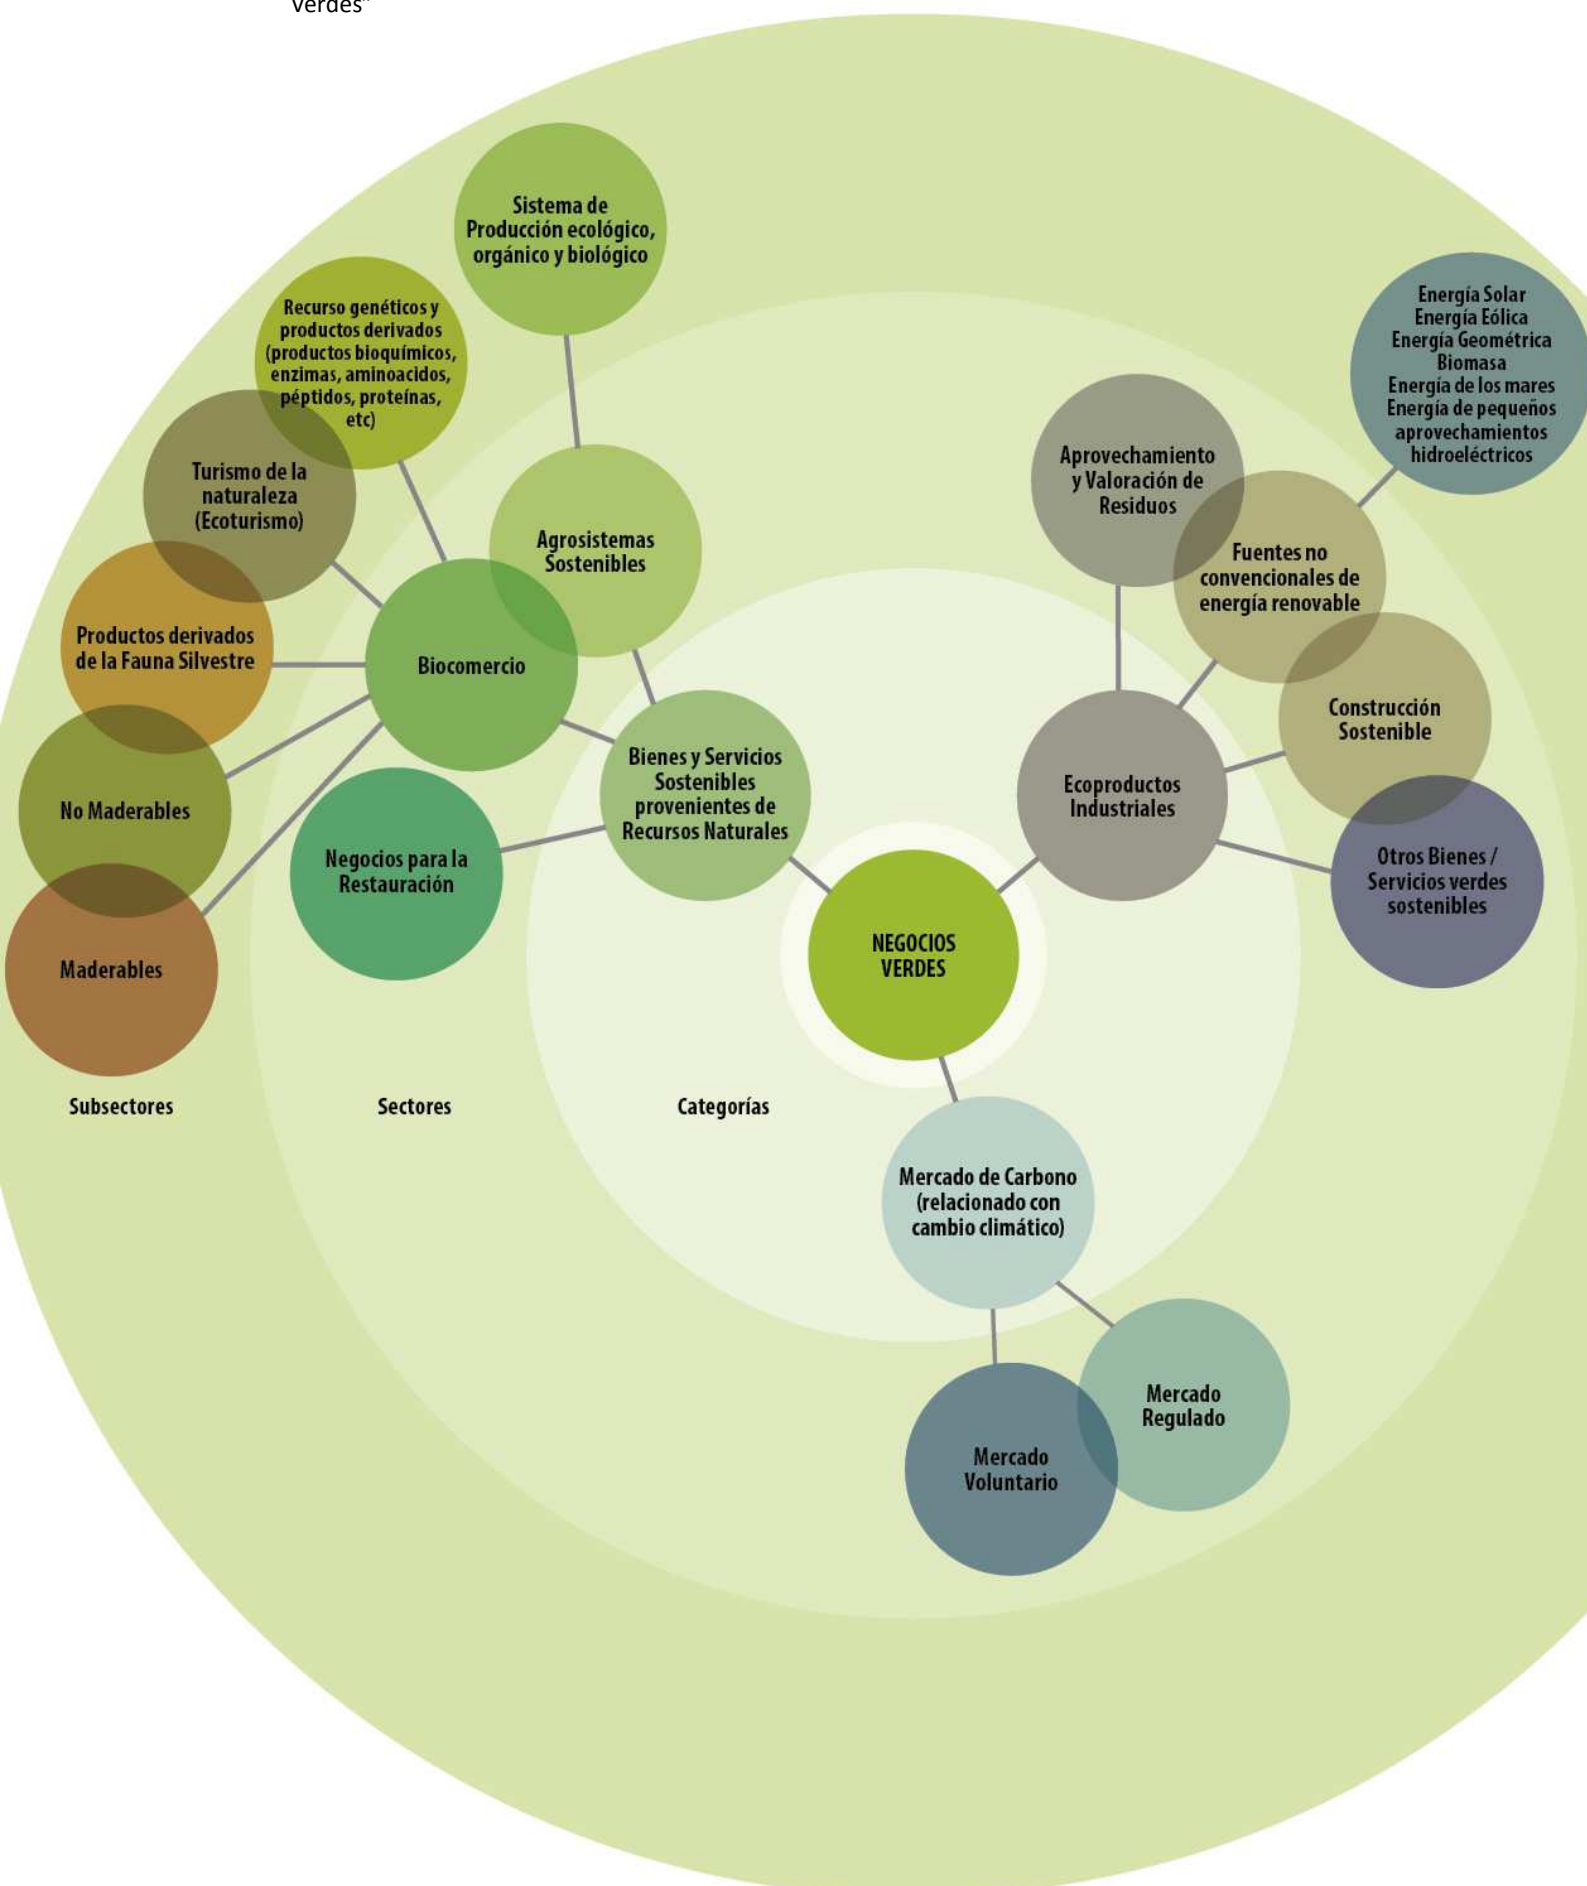 verdes"
Sistema de
Producción ecológico,
orgánico y biológico
Recurso genéticos y
productos derivados
(productos bioquímicos,
enzimas, aminoacidos,
péptidos, proteínas,
etc)
Turismo de la
naturaleza
(Ecoturismo)
Productos derivados
de la Fauna Silvestre
No Maderables
Maderables
Agrosistemas
Sostenibles
Biocomercio
Negocios para la
Restauración
Bienes y Servicios
Sostenibles
provenientes de
Recursos Naturales
NEGOCIOS
VERDES
Ecoproductos
Industriales
Aprovechamiento
y Valoración de
Residuos
Fuentes no
convencionales de
energía renovable
Energía Solar
Energía Eólica
Energía Geométrica
Biomasa
Energía de los mares
Energía de pequeños
aprovechamientos
hidroeléctricos
Construcción
Sostenible
Otros Bienes /
Servicios verdes
sostenibles
Subsectores
Sectores
Categorías
Mercado de Carbono
(relacionado con
cambio climático)
Mercado
Regulado
Mercado
Voluntario